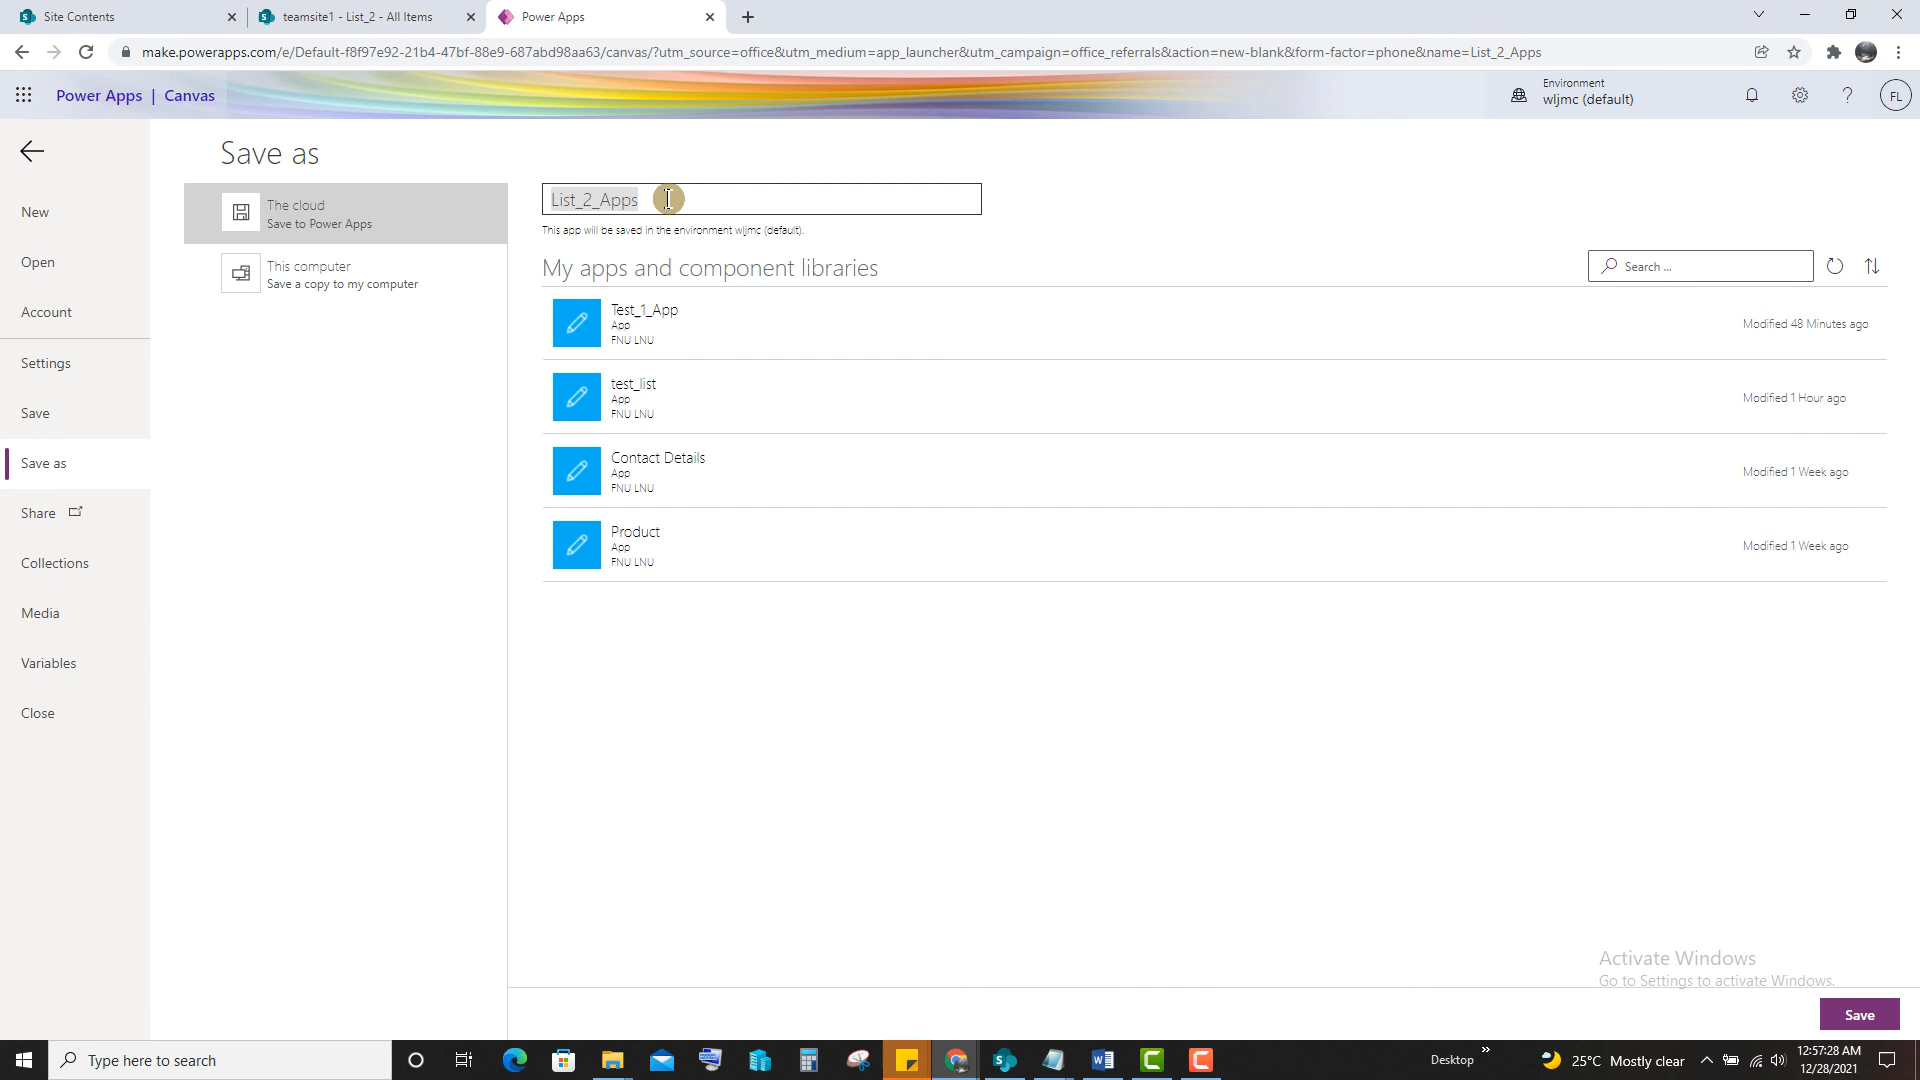 Site Contents
teamsite1 - List_2 - All Items
Power Apps
make.powerapps.com/e/Default-f8f97e92-21b4-47bf-88e9-687abd98aa63/canvas/?utm_source=office&utm_medium=app_launcher&utm_campaign=office_referrals&action=new-blank&form-factor=phone&name=List_2_Apps
Power Apps | Canvas
Environment
wljmc (default)
FL
Save as
New
Open
Account
Settings
Save
Save as
Share
Collections
Media
Variables
Close
The cloud
Save to Power Apps
This computer
Save a copy to my computer
List_2_Apps
This app will be saved in the environment wljmc (default).
My apps and component libraries
Search ...
Test_1_App
App
FNU LNU
Modified 48 Minutes ago
test_list
App
FNU LNU
Modified 1 Hour ago
Contact Details
App
FNU LNU
Modified 1 Week ago
Product
App
FNU LNU
Modified 1 Week ago
Activate Windows
Go to Settings to activate Windows.
Save
Type here to search
Desktop
25°C Mostly clear
12:57:28 AM
12/28/2021